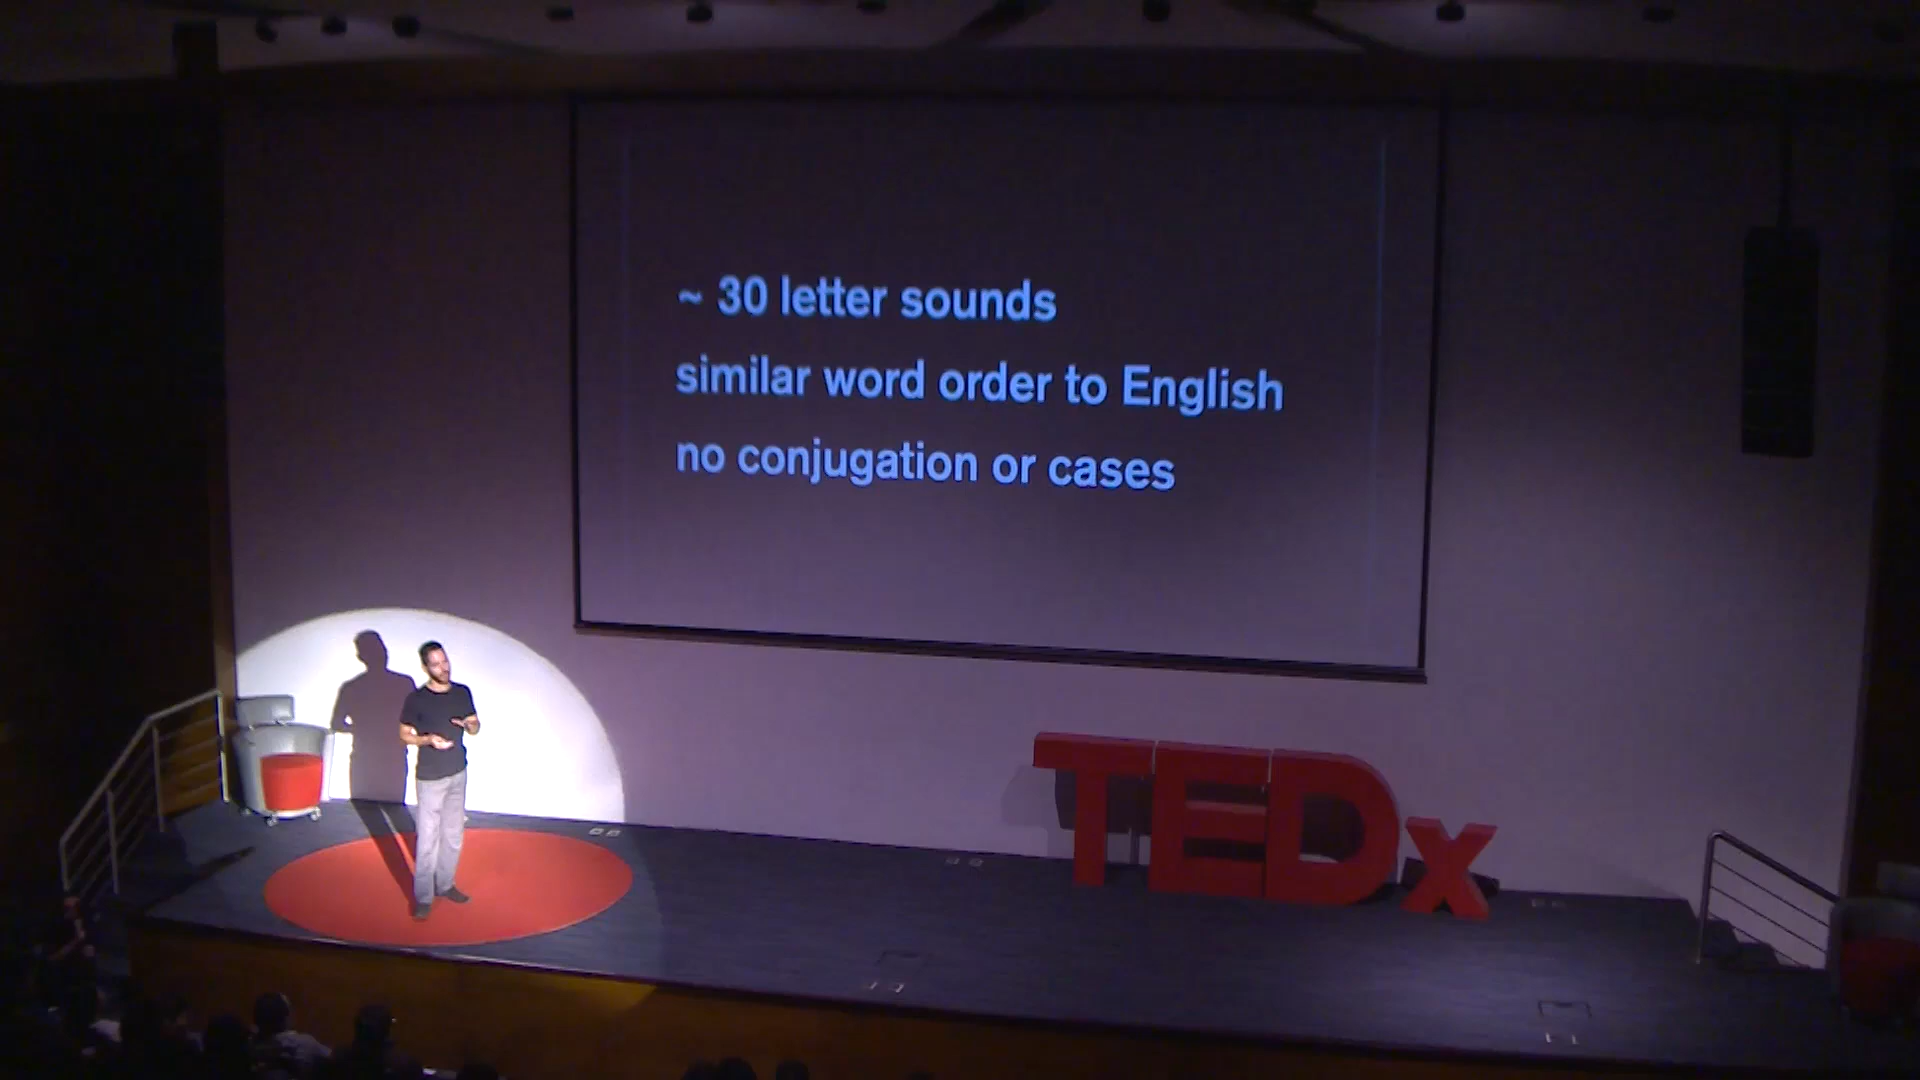 ~ 30 letter sounds
similar word order to English
no conjugation or cases
TEDx